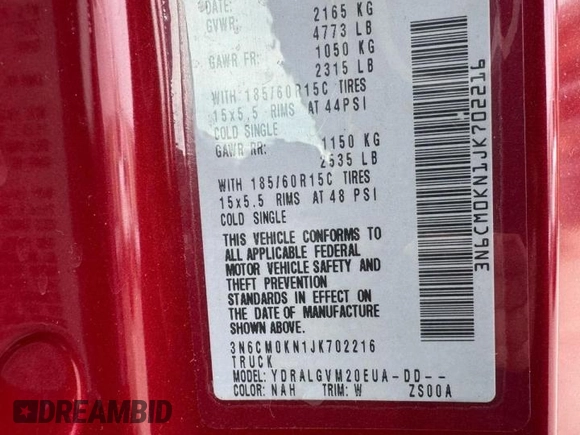 2165 KG
GVWR:
4773 LB
1050 KG
GAWR FR:
2315 LB
WITH 185/60R15C TIRES
15x5.5 RIMS AT 44PSI
COLD SINGLE
1150 KG
GAWR RR:
2535 LB
WITH 185/60R15C TIRES
15x5.5 RIMS AT 48 PSI
COLD SINGLE
THIS VEHICLE CONFORMS TO
ALL APPLICABLE FEDERAL
MOTOR VEHICLE SAFETY AND
THEFT PREVENTION
STANDARDS IN EFFECT ON
THE DATE OF MANUFACTURE
SHOWN ABOVE.
3N6CM0KN1JK702216
TRUCK
MODEL: YDRALGVM20EUA-DD--
COLOR: NAH TRIM: W ZS00A
3N6CM0KN1JK702216
DREAMBID